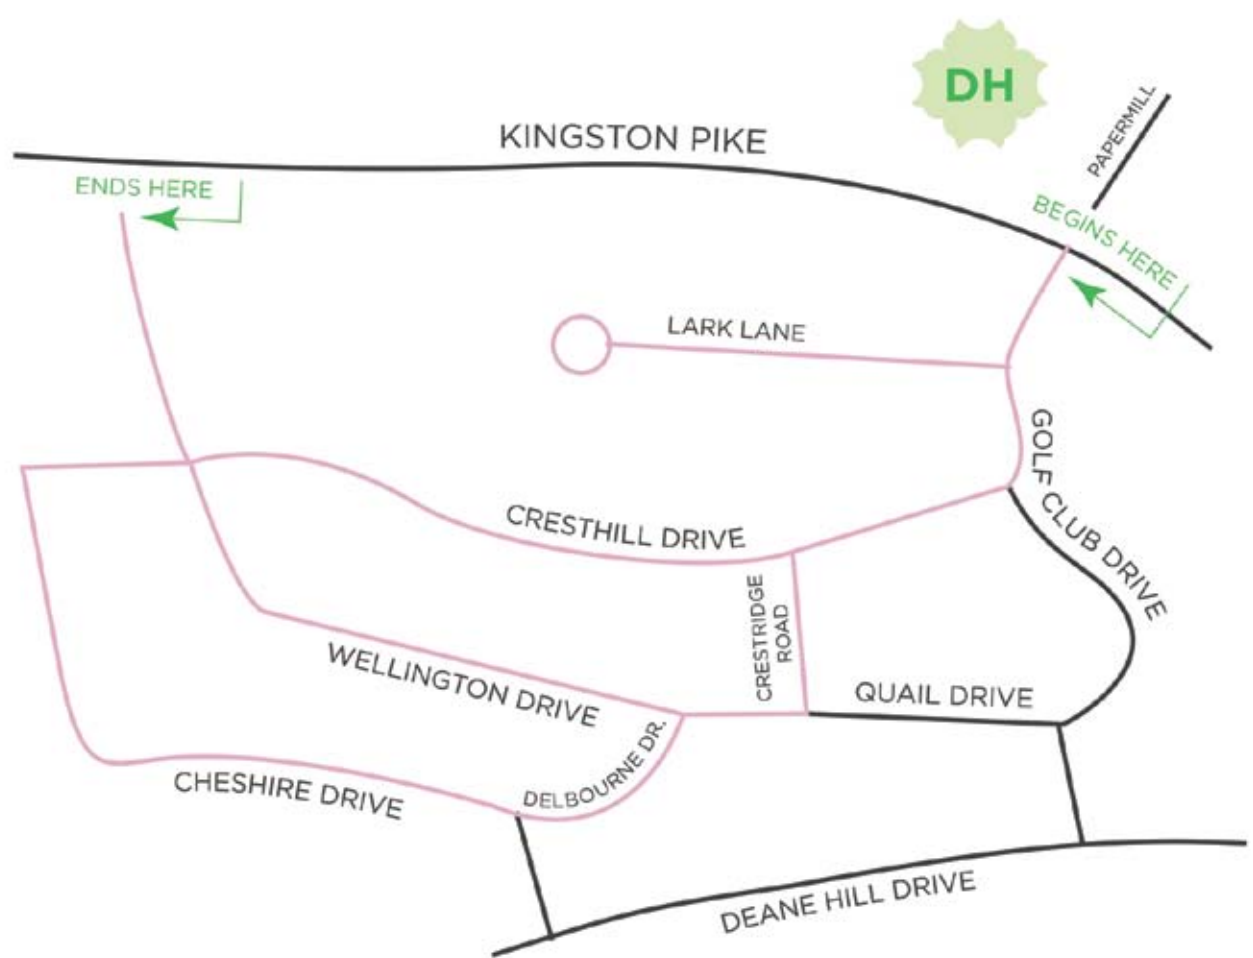 DH
PAPERMILL
KINGSTON PIKE
ENDS HERE
BEGINS HERE
LARK LANE
GOLF CLUB DRIVE
CRESTHILL DRIVE
CRESTRIDGE
ROAD
WELLINGTON DRIVE
QUAIL DRIVE
DELBOURNE DR.
CHESHIRE DRIVE
DEANE HILL DRIVE